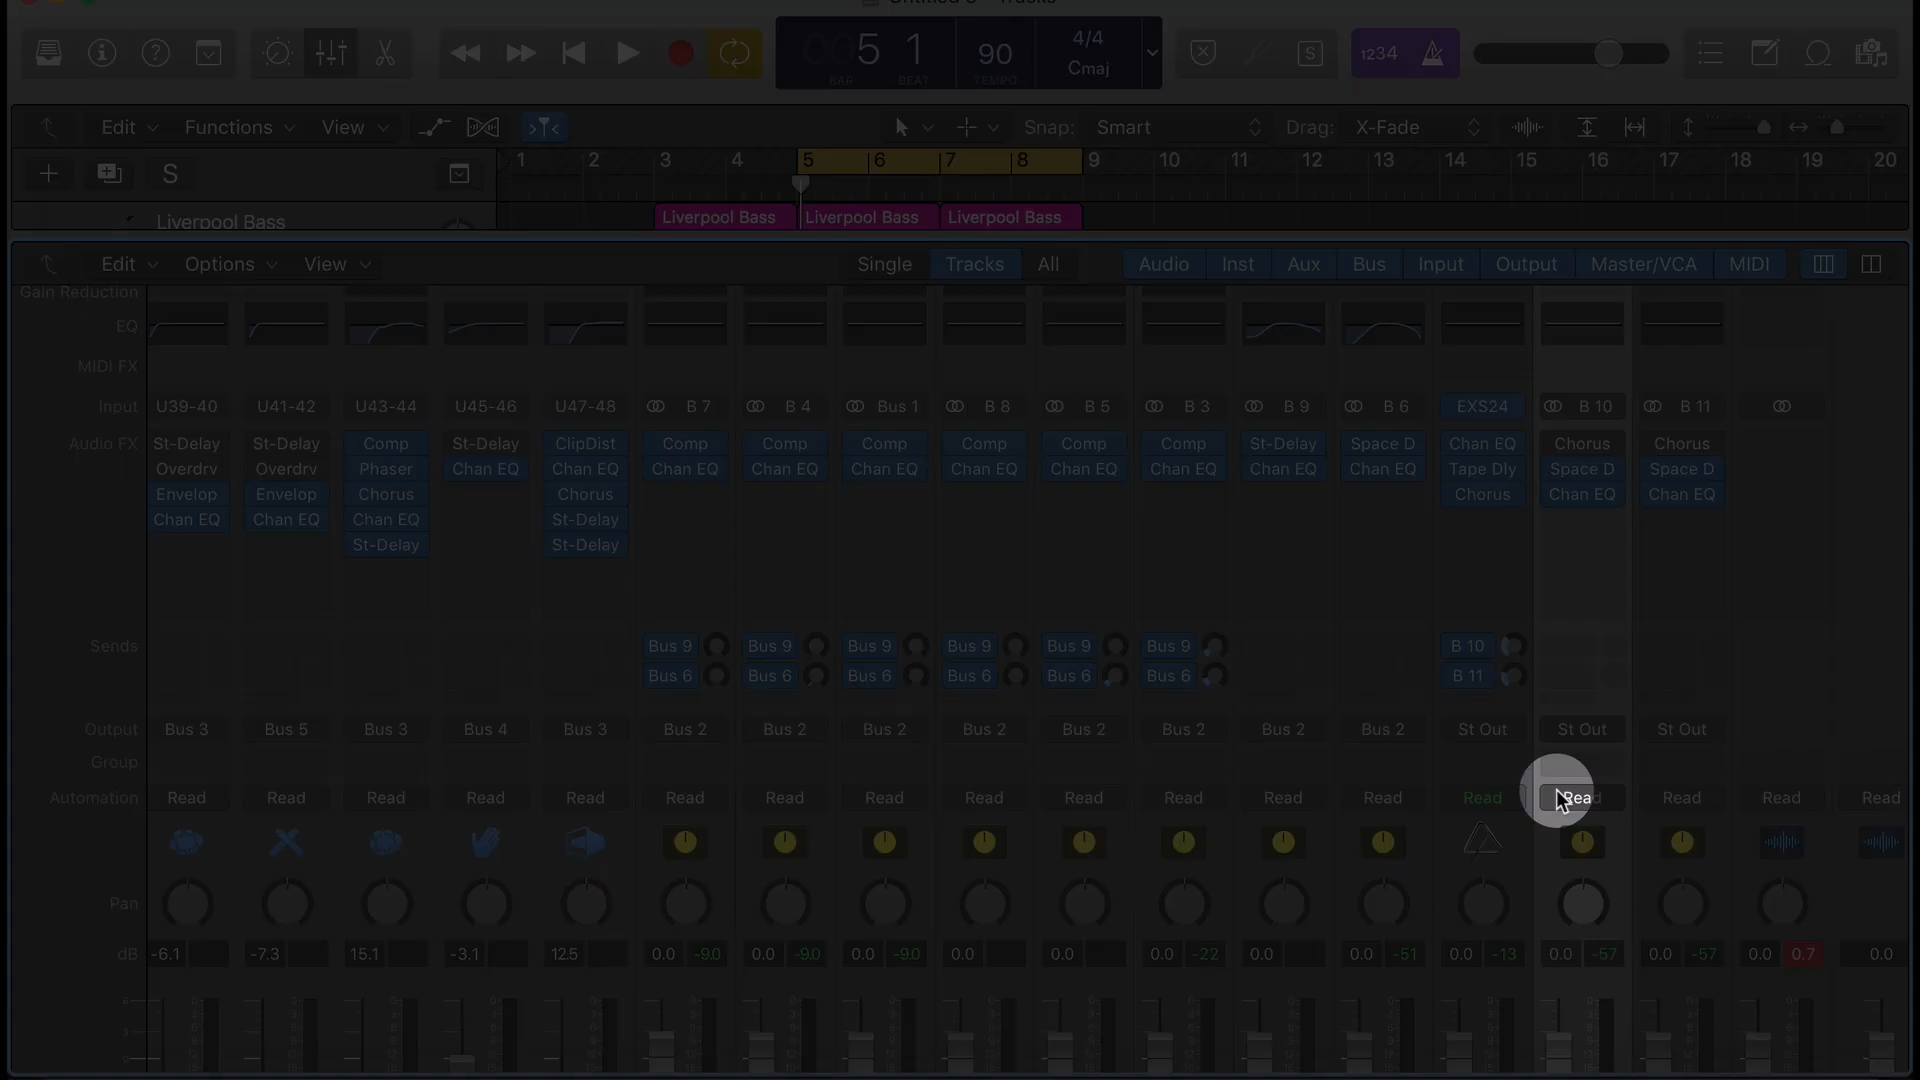 5 1 90 4/4 1234
BAR BEAT TEMPO Cmaj
S
Edit Functions View Snap: Smart Drag: X-Fade
1 2 3 4 5 6 7 8 9 10 11 12 13 14 15 16 17 18 19 20
S
Liverpool Bass Liverpool Bass Liverpool Bass Liverpool Bass
Edit Options View Single Tracks All Audio Inst Aux Bus Input Output Master/VCA MIDI
Gain Reduction
EQ
MIDI FX
Input U39-40 U41-42 U43-44 U45-46 U47-48 B 7 B 4 Bus 1 B 8 B 5 B 3 B 9 B 6 EXS24 B 10 B 11
Audio FX St-Delay St-Delay Comp St-Delay ClipDist Comp Comp Comp Comp Comp Comp St-Delay Space D Chan EQ Chorus Chorus
Overdrv Overdrv Phaser Chan EQ Chan EQ Chan EQ Chan EQ Chan EQ Chan EQ Chan EQ Chan EQ Chan EQ Chan EQ Tape Dly Space D Space D
Envelop Envelop Chorus Chorus Chorus Chan EQ Chan EQ
Chan EQ Chan EQ Chan EQ St-Delay
St-Delay St-Delay
Sends Bus 9 Bus 9 Bus 9 Bus 9 Bus 9 Bus 9 B 10
Bus 6 Bus 6 Bus 6 Bus 6 Bus 6 Bus 6 B 11
Output Bus 3 Bus 5 Bus 3 Bus 4 Bus 3 Bus 2 Bus 2 Bus 2 Bus 2 Bus 2 Bus 2 Bus 2 Bus 2 St Out St Out St Out
Group
Automation Read Read Read Read Read Read Read Read Read Read Read Read Read Read Read Read Read Read
Pan
dB -6.1 -7.3 15.1 -3.1 12.5 0.0 -9.0 0.0 -9.0 0.0 -9.0 0.0 0.0 0.0 -22 0.0 0.0 -51 0.0 -13 0.0 -57 0.0 -57 0.0 0.7 0.0